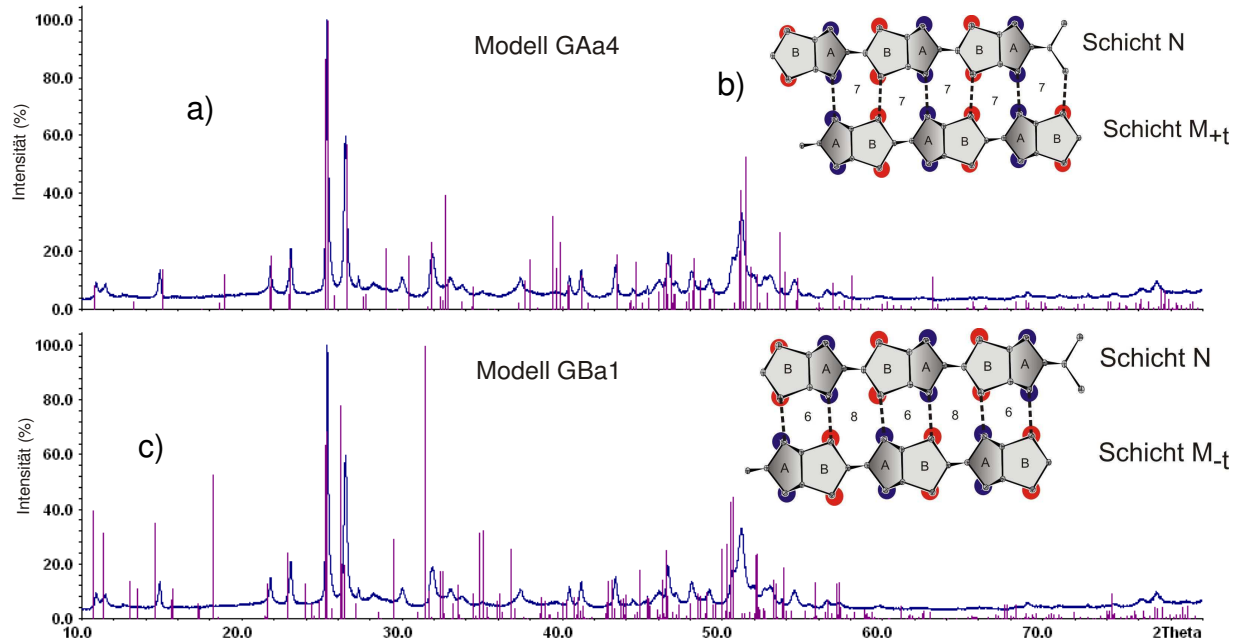 100.0
80.0
60.0
40.0
20.0
0.0
Intensität (%)
Modell GAa4
a)
b)
B A B A B A
Schicht N
7 7 7 7 7
A B A B A B
Schicht M+t
100.0
80.0
60.0
40.0
20.0
0.0
Intensität (%)
Modell GBa1
c)
B A B A B A
Schicht N
6 8 6 8 6
A B A B A B
Schicht M-t
10.0 20.0 30.0 40.0 50.0 60.0 70.0 2Theta